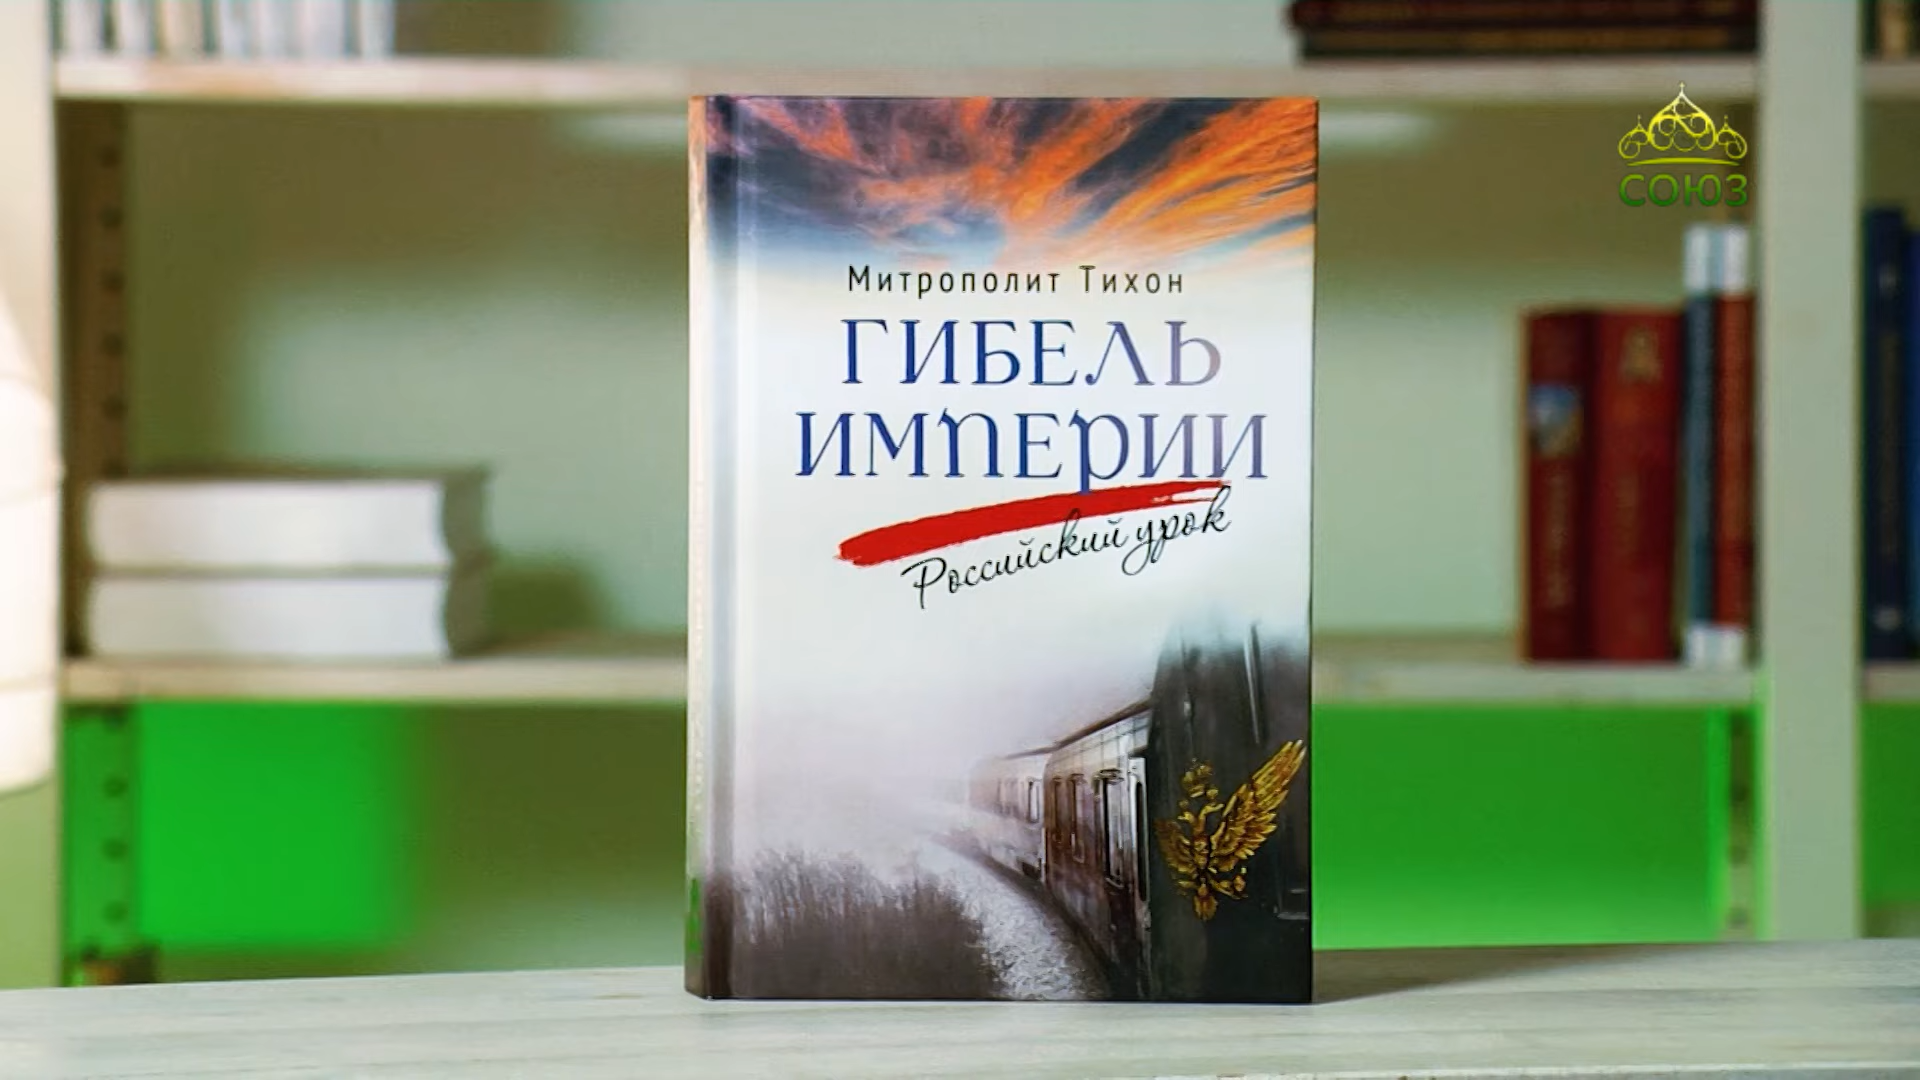 СОЮЗ
Митрополит Тихон
ГИБЕЛЬ
ИМПЕРИИ
Российский урок